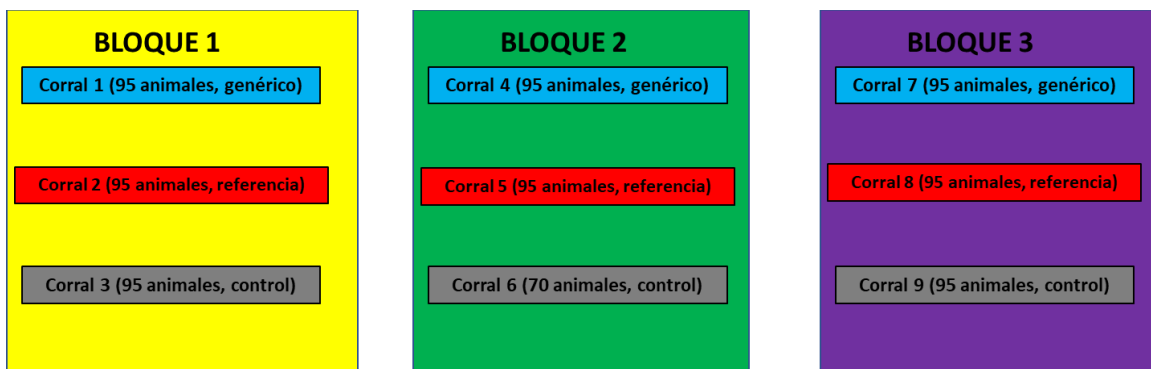 BLOQUE 1
Corral 1 (95 animales, genérico)
Corral 2 (95 animales, referencia)
Corral 3 (95 animales, control)
BLOQUE 2
Corral 4 (95 animales, genérico)
Corral 5 (95 animales, referencia)
Corral 6 (70 animales, control)
BLOQUE 3
Corral 7 (95 animales, genérico)
Corral 8 (95 animales, referencia)
Corral 9 (95 animales, control)